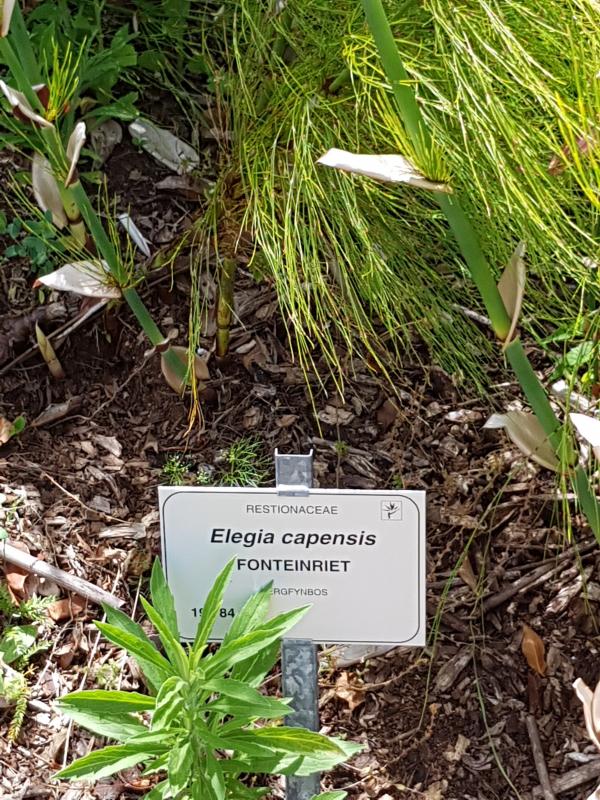 RESTIONACEAE
Elegia capensis
FONTEINRIET